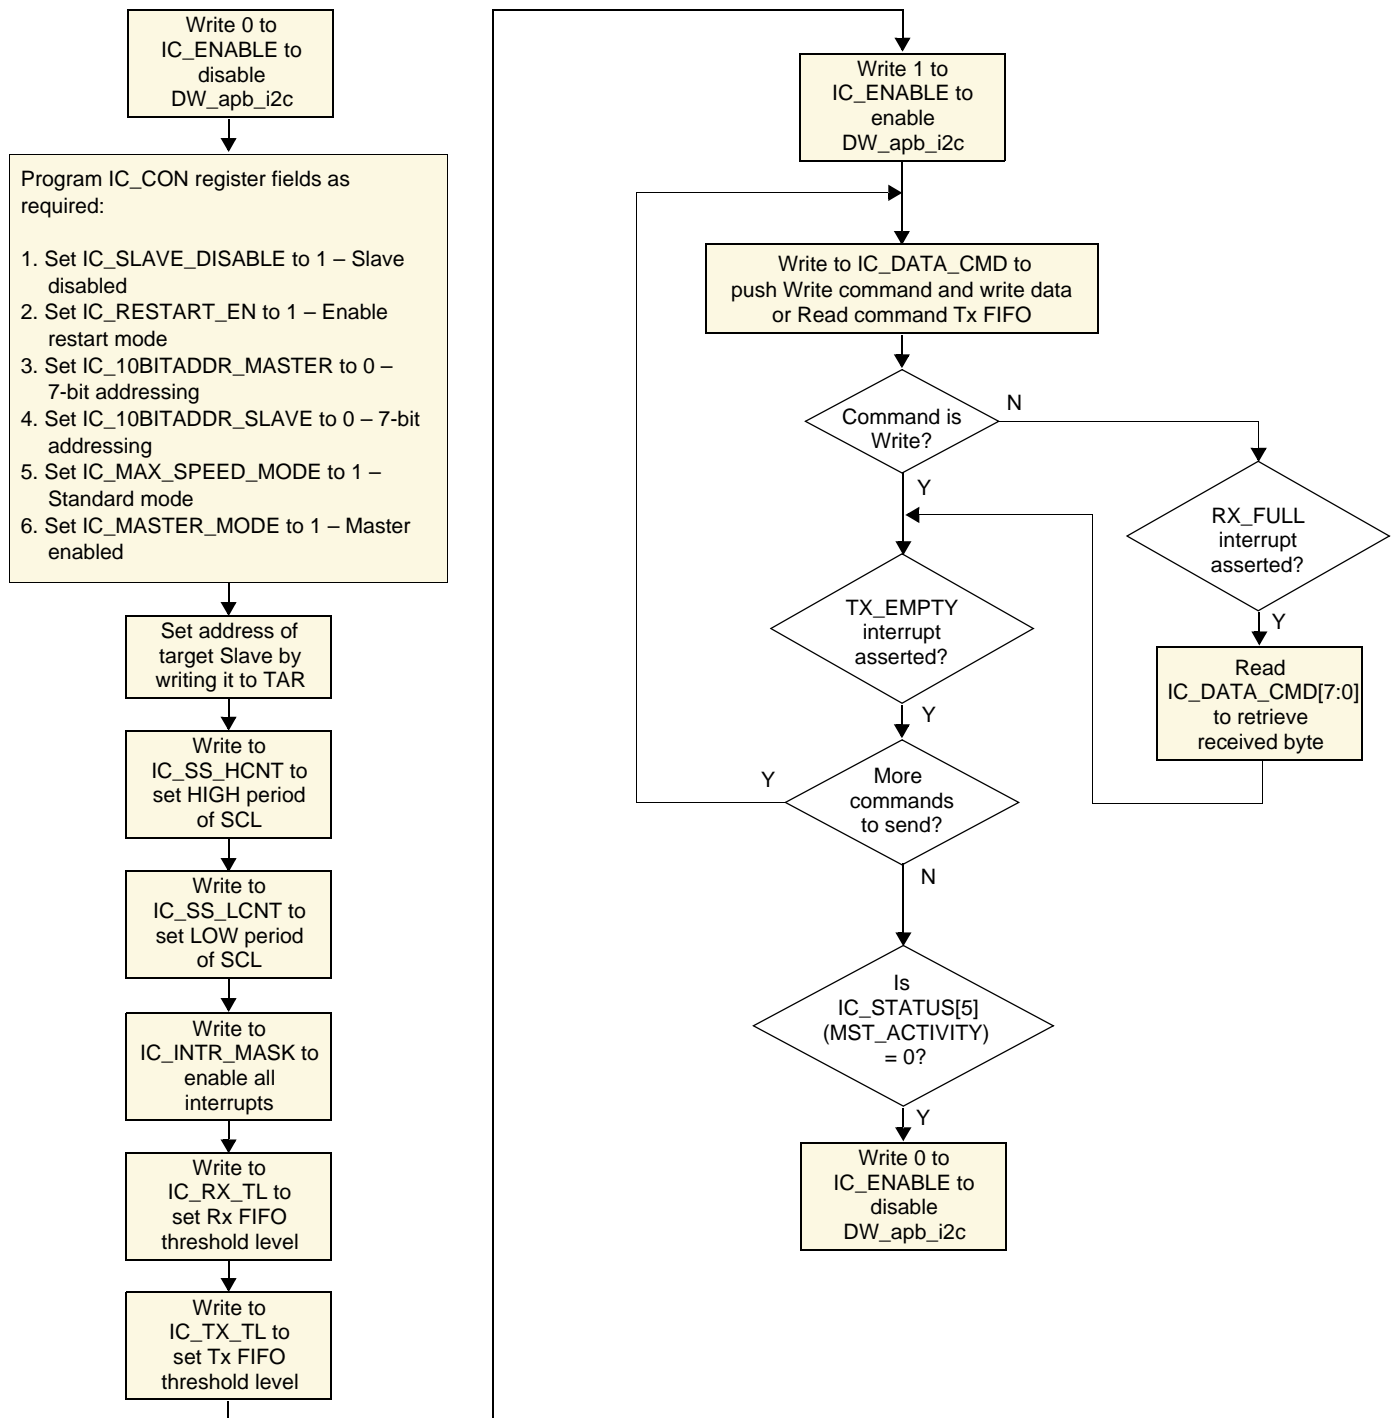 Write 0 to
IC_ENABLE to
disable
DW_apb_i2c
Program IC_CON register fields as
required:
1. Set IC_SLAVE_DISABLE to 1 – Slave
disabled
2. Set IC_RESTART_EN to 1 – Enable
restart mode
3. Set IC_10BITADDR_MASTER to 0 –
7-bit addressing
4. Set IC_10BITADDR_SLAVE to 0 – 7-bit
addressing
5. Set IC_MAX_SPEED_MODE to 1 –
Standard mode
6. Set IC_MASTER_MODE to 1 – Master
enabled
Set address of
target Slave by
writing it to TAR
Write to
IC_SS_HCNT to
set HIGH period
of SCL
Write to
IC_SS_LCNT to
set LOW period
of SCL
Write to
IC_INTR_MASK to
enable all
interrupts
Write to
IC_RX_TL to
set Rx FIFO
threshold level
Write to
IC_TX_TL to
set Tx FIFO
threshold level
Write 1 to
IC_ENABLE to
enable
DW_apb_i2c
Write to IC_DATA_CMD to
push Write command and write data
or Read command Tx FIFO
Command is
Write?
N
Y
RX_FULL
interrupt
asserted?
Y
Read
IC_DATA_CMD[7:0]
to retrieve
received byte
TX_EMPTY
interrupt
asserted?
Y
More
commands
to send?
Y
N
Is
IC_STATUS[5]
(MST_ACTIVITY)
= 0?
Y
Write 0 to
IC_ENABLE to
disable
DW_apb_i2c